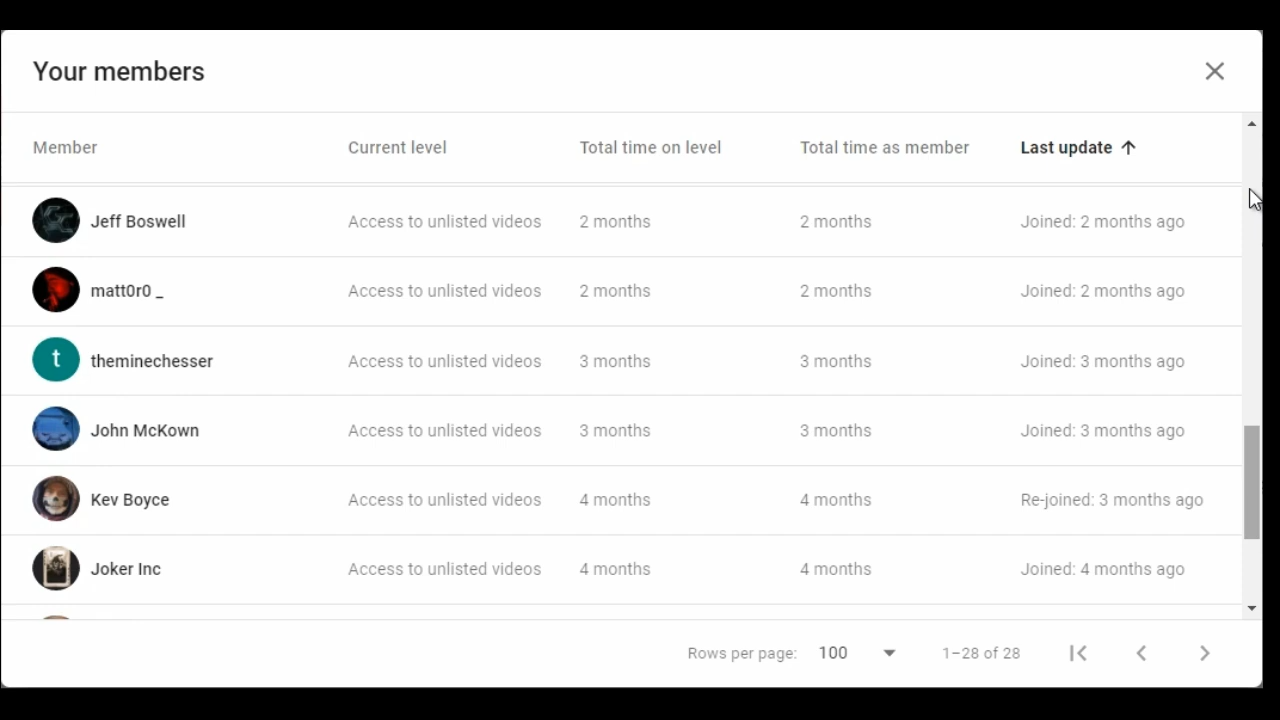 Your members
Member Current level Total time on level Total time as member Last update
Jeff Boswell Access to unlisted videos 2 months 2 months Joined: 2 months ago
matt0r0 _ Access to unlisted videos 2 months 2 months Joined: 2 months ago
t theminechesser Access to unlisted videos 3 months 3 months Joined: 3 months ago
John McKown Access to unlisted videos 3 months 3 months Joined: 3 months ago
Kev Boyce Access to unlisted videos 4 months 4 months Re-joined: 3 months ago
Joker Inc Access to unlisted videos 4 months 4 months Joined: 4 months ago
Rows per page: 100 1–28 of 28